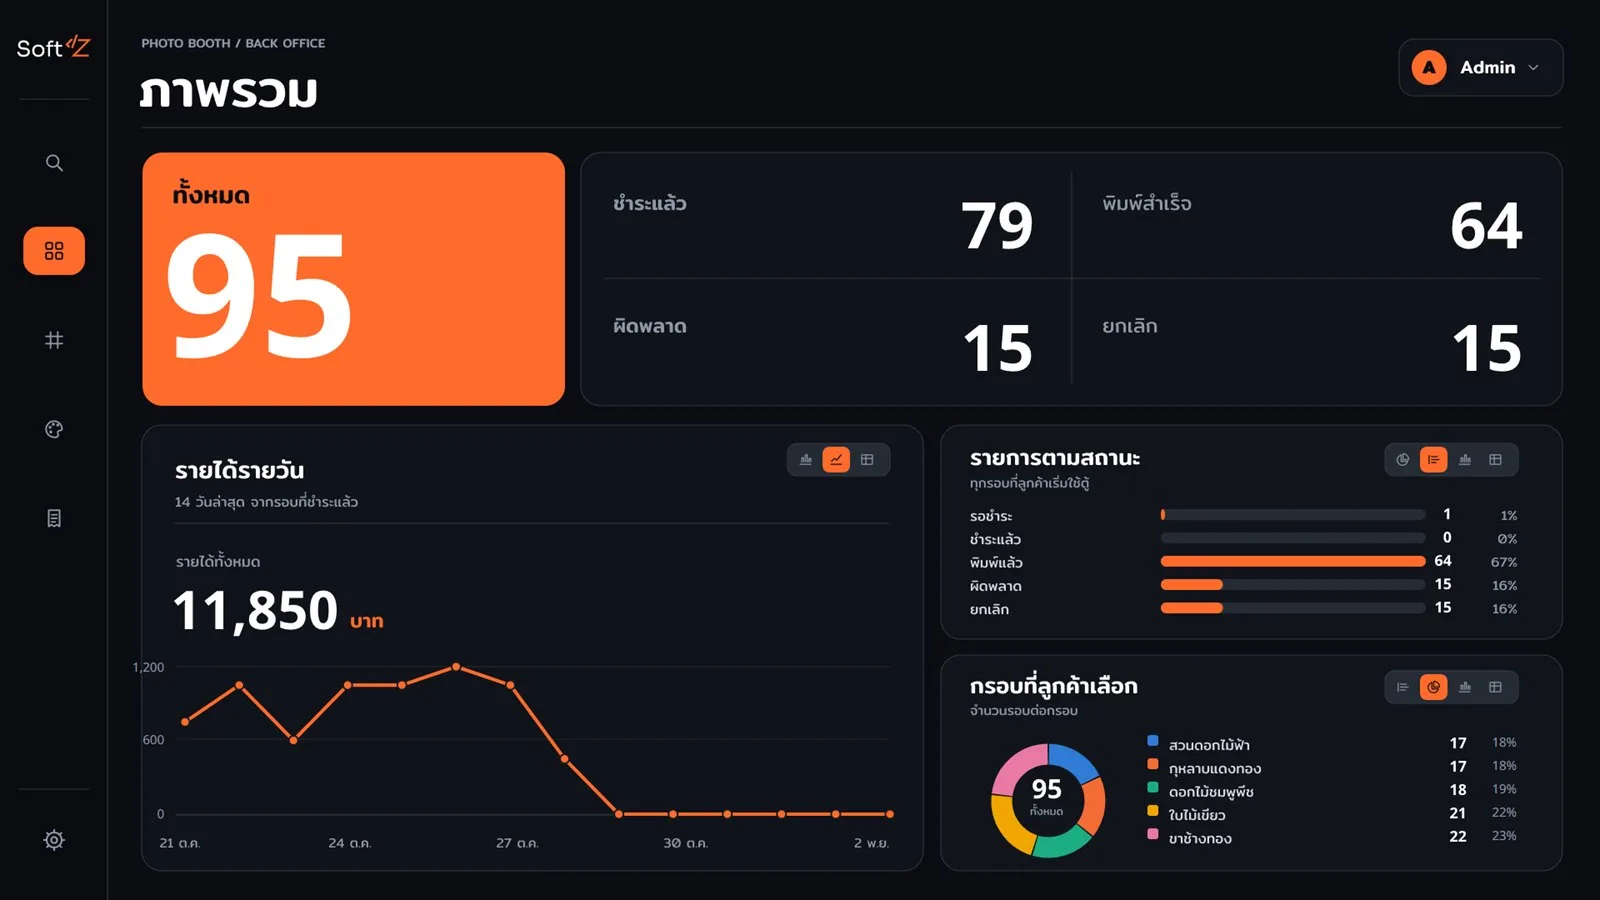 Soft</Z
PHOTO BOOTH / BACK OFFICE
ภาพรวม
A Admin
ทั้งหมด
95
ชำระแล้ว 79
พิมพ์สำเร็จ 64
ผิดพลาด 15
ยกเลิก 15
รายได้รายวัน
14 วันล่าสุด จากรอบที่ชำระแล้ว
รายได้ทั้งหมด
11,850 บาท
1,200
600
0
21 ต.ค. 24 ต.ค. 27 ต.ค. 30 ต.ค. 2 พ.ย.
รายการตามสถานะ
ทุกรอบที่ลูกค้าเริ่มใช้ตู้
รอชำระ 1 1%
ชำระแล้ว 0 0%
พิมพ์แล้ว 64 67%
ผิดพลาด 15 16%
ยกเลิก 15 16%
กรอบที่ลูกค้าเลือก
จำนวนรอบต่อกรอบ
95
ทั้งหมด
สวนดอกไม้ฟ้า 17 18%
กุหลาบแดงทอง 17 18%
ดอกไม้ชมพูพีช 18 19%
ใบไม้เขียว 21 22%
ขาช้างทอง 22 23%